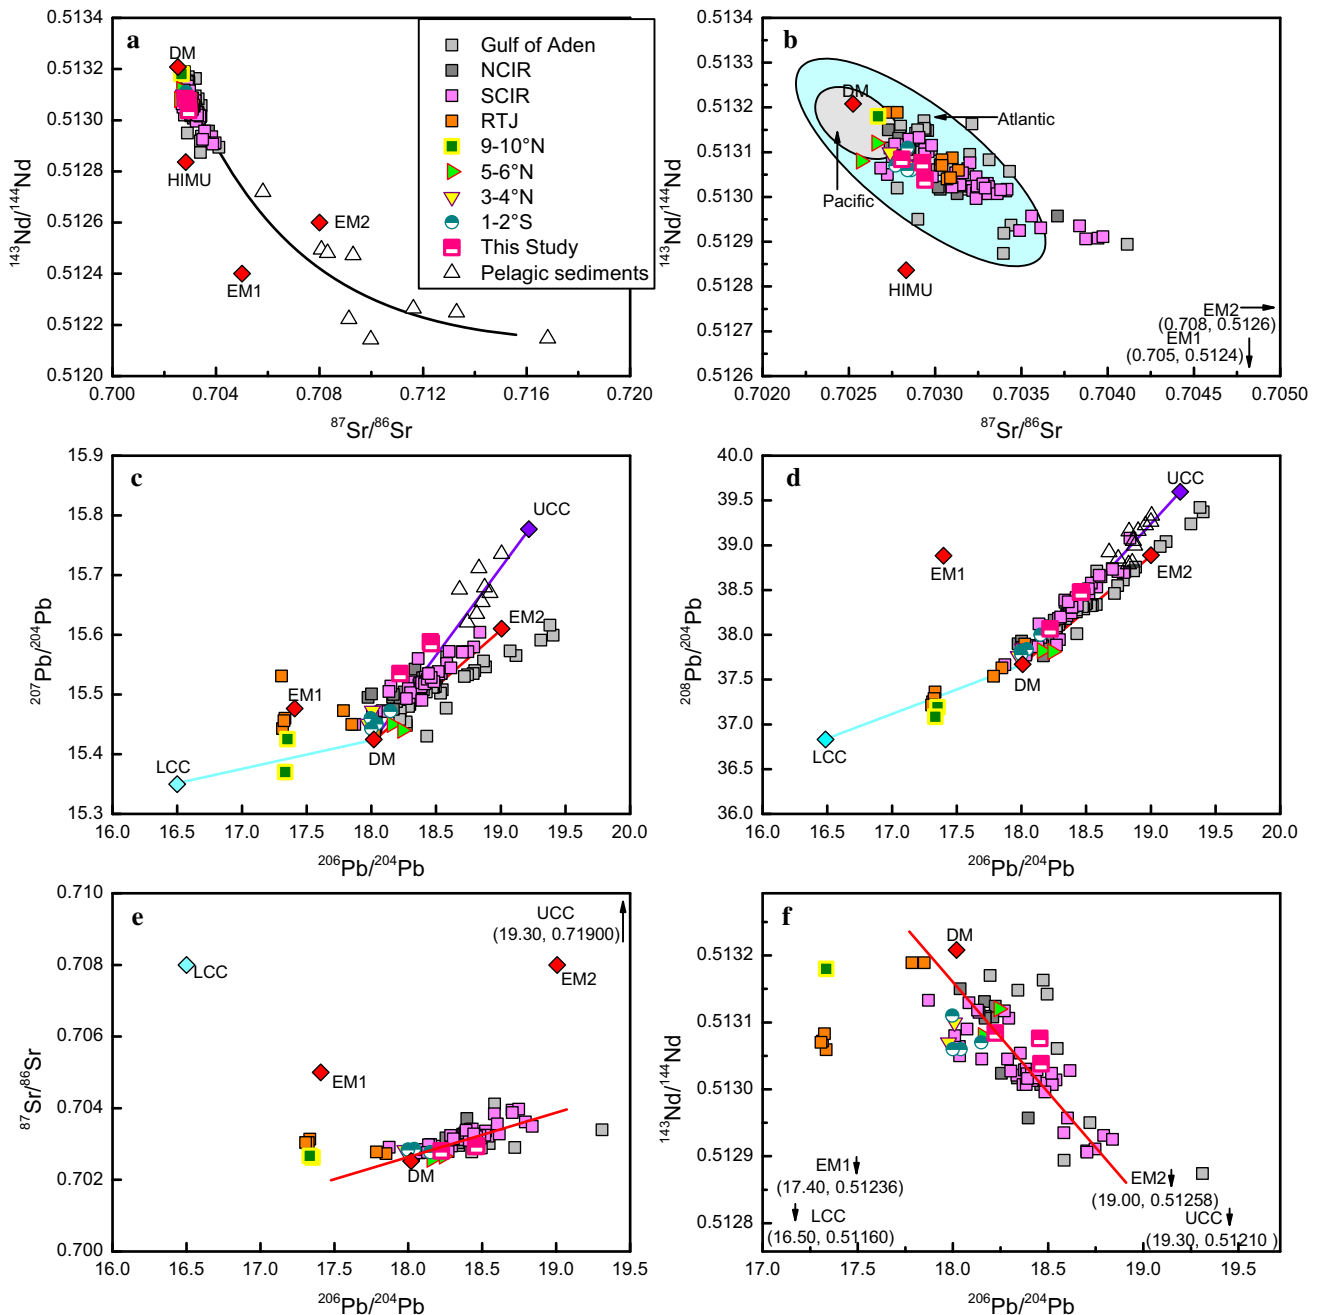 a
0.5134
0.5132
0.5130
0.5128
0.5126
0.5124
0.5122
0.5120
143Nd/144Nd
0.700 0.704 0.708 0.712 0.716 0.720
87Sr/86Sr
DM
HIMU
EM2
EM1
Gulf of Aden
NCIR
SCIR
RTJ
9-10°N
5-6°N
3-4°N
1-2°S
This Study
Pelagic sediments
b
0.5134
0.5133
0.5132
0.5131
0.5130
0.5129
0.5128
0.5127
0.5126
143Nd/144Nd
0.7020 0.7025 0.7030 0.7035 0.7040 0.7045 0.7050
87Sr/86Sr
DM
Atlantic
Pacific
HIMU
EM2
(0.708, 0.5126)
EM1
(0.705, 0.5124)
c
15.9
15.8
15.7
15.6
15.5
15.4
15.3
207Pb/204Pb
16.0 16.5 17.0 17.5 18.0 18.5 19.0 19.5 20.0
206Pb/204Pb
UCC
EM2
EM1
DM
LCC
d
40.0
39.5
39.0
38.5
38.0
37.5
37.0
36.5
36.0
208Pb/204Pb
16.0 16.5 17.0 17.5 18.0 18.5 19.0 19.5 20.0
206Pb/204Pb
UCC
EM1
EM2
DM
LCC
e
0.710
0.708
0.706
0.704
0.702
0.700
87Sr/86Sr
16.0 16.5 17.0 17.5 18.0 18.5 19.0 19.5
206Pb/204Pb
UCC
(19.30, 0.71900)
LCC
EM2
EM1
DM
f
0.5132
0.5131
0.5130
0.5129
0.5128
143Nd/144Nd
17.0 17.5 18.0 18.5 19.0 19.5
206Pb/204Pb
DM
EM1
(17.40, 0.51236)
LCC
(16.50, 0.51160)
EM2
(19.00, 0.51258)
UCC
(19.30, 0.51210 )